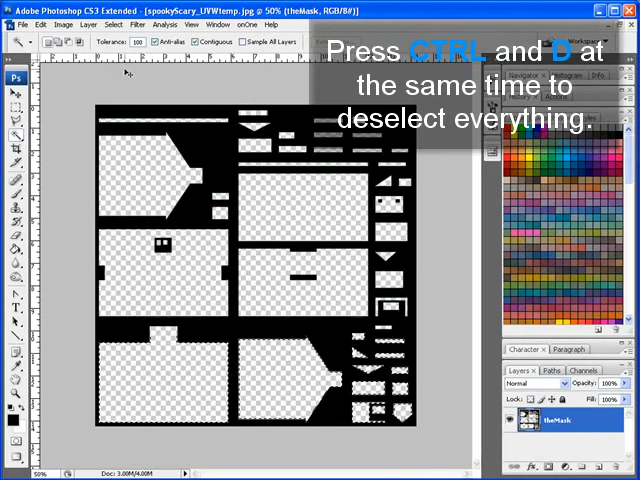 Adobe Photoshop CS3 Extended - [spookyScary_UVWtemp.jpg @ 50% (theMask, RGB/8#)]
File Edit Image Layer Select Filter Analysis View Window onOne Help
Tolerance: 100 Anti-alias Contiguous Sample All Layers Workspace
Press CTRL and D at
the same time to
deselect everything.
Navigator Histogram Info
History Actions
Character × Paragraph
Layers × Paths Channels
Normal Opacity: 100%
Lock: Fill: 100%
theMask
50% Doc: 3.00M/4.00M